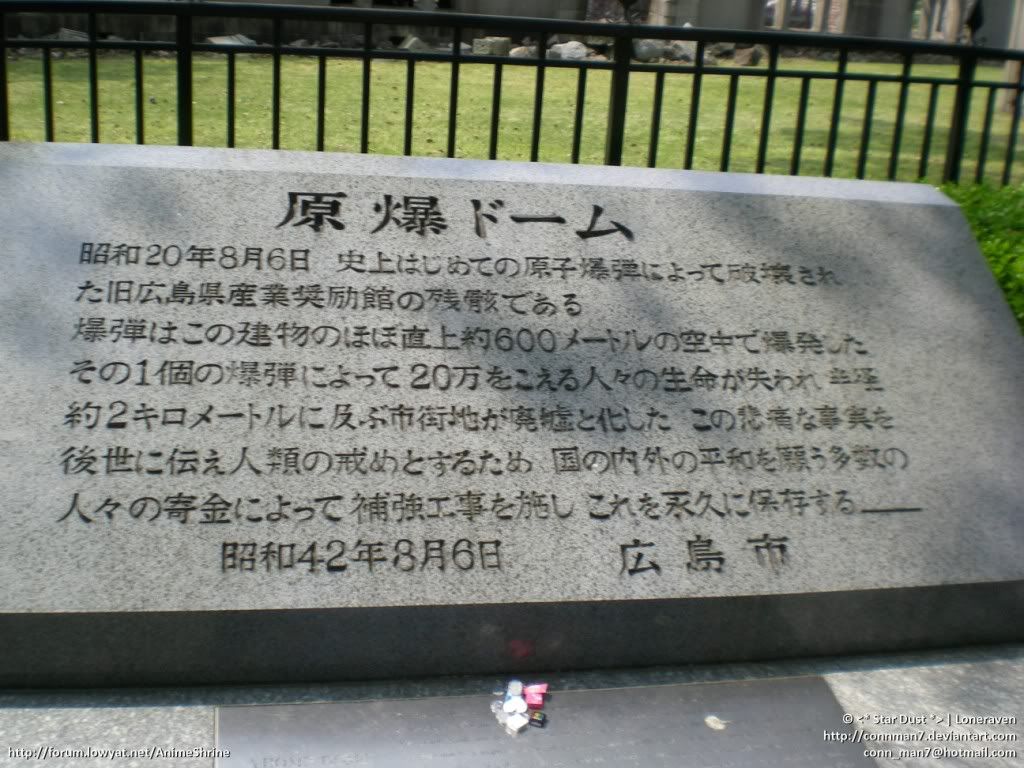 原爆ドーム
昭和20年8月6日 史上はじめての原子爆弾によって破壊され
た旧広島県産業奨励館の残骸である
爆弾はこの建物のほぼ直上約600メートルの空中で爆発した
その1個の爆弾によって20万をこえる人々の生命が失われ 半径
約2キロメートルに及ぶ市街地が廃墟と化した この悲痛な事実を
後世に伝え人類の戒めとするため 国の内外の平和を願う多数の
人々の寄金によって補強工事を施し これを永久に保存する
昭和42年8月6日 広島市
© <* Star Dust *> | Loneraven
http://connman7.deviantart.com
conn_man7@hotmail.com
http://forum.lowyat.net/AnimeShrine